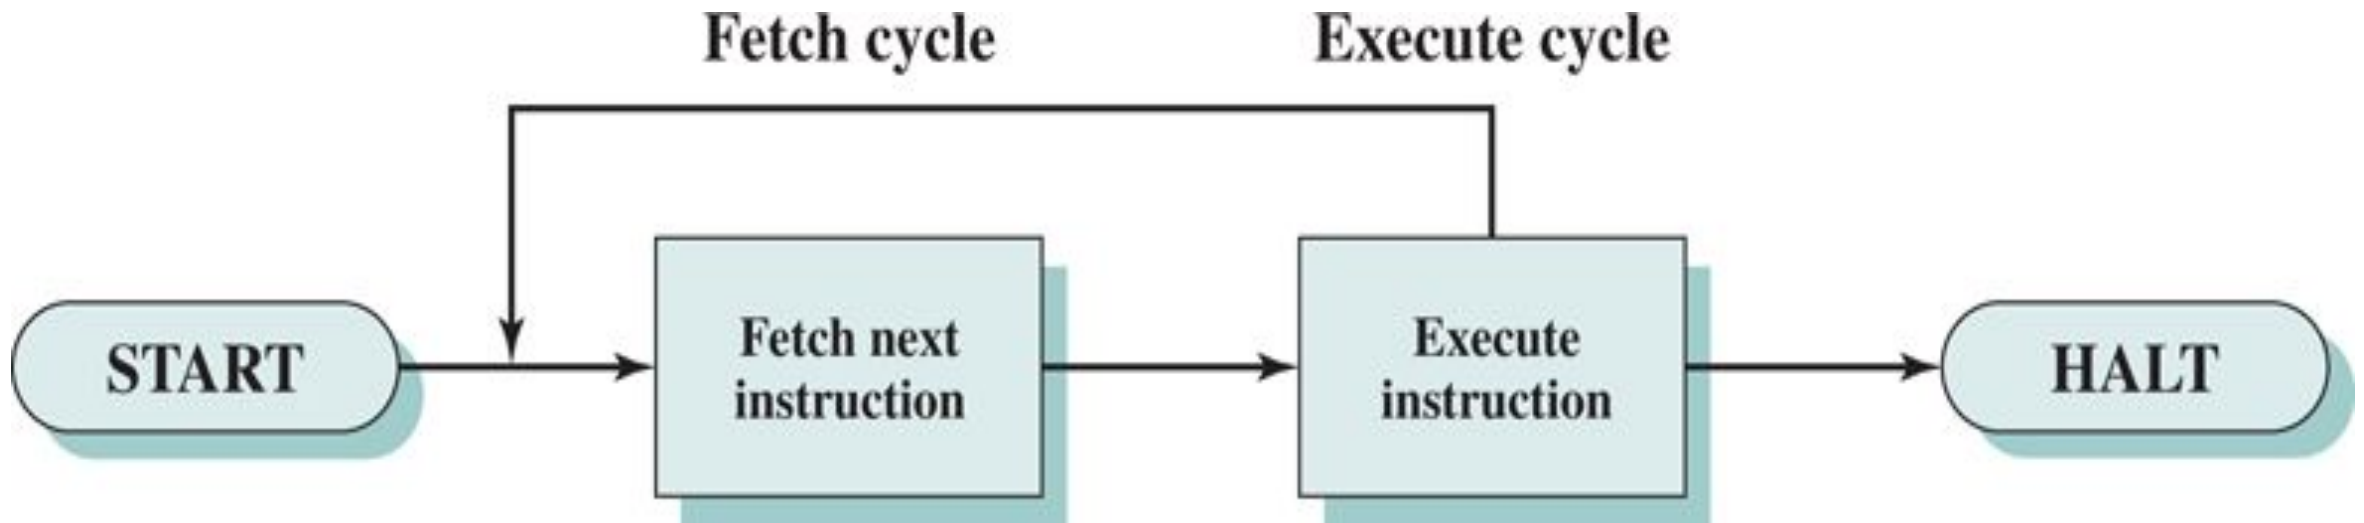 Fetch cycle
Execute cycle
START
Fetch next
instruction
Execute
instruction
HALT